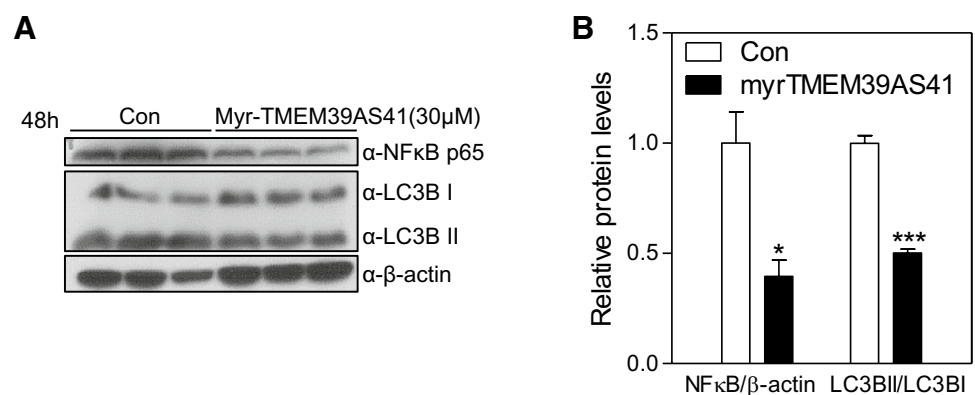 A
48h
Con
Myr-TMEM39AS41(30μM)
α-NFκB p65
α-LC3B I
α-LC3B II
α-β-actin
B
Relative protein levels
1.5
1.0
0.5
0.0
Con
myrTMEM39AS41
*
***
NFκB/β-actin
LC3BII/LC3BI